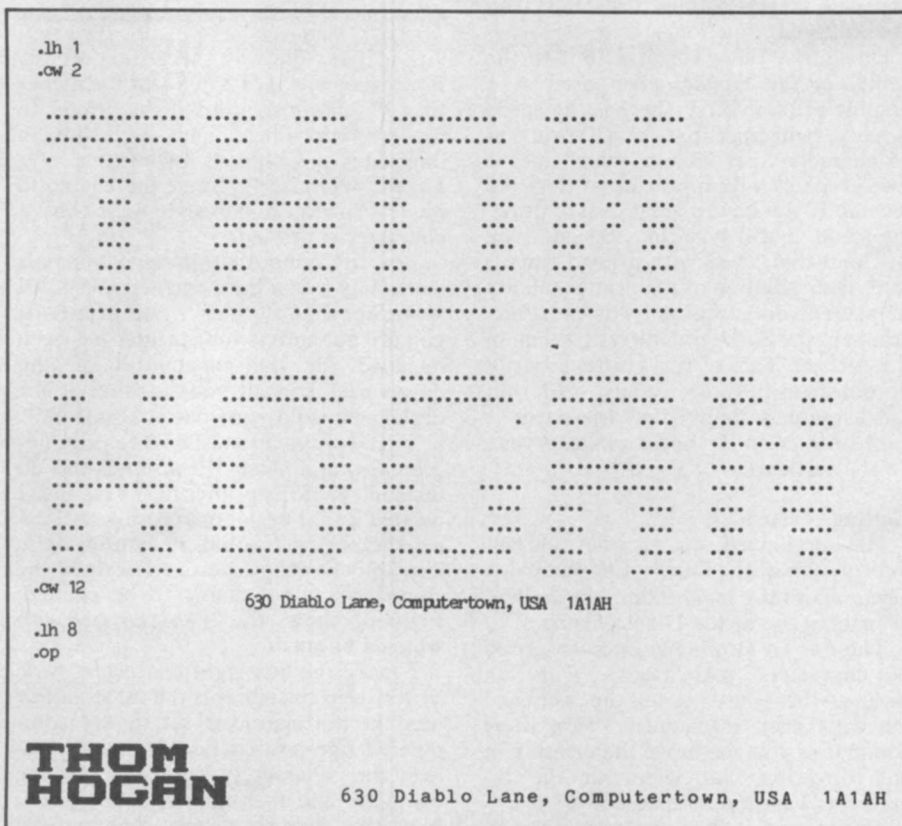 .lh 1
.cw 2
.cw 12
630 Diablo Lane, Computertown, USA 1A1AH
.lh 8
.op
THOM
HOGAN
630 Diablo Lane, Computertown, USA 1A1AH